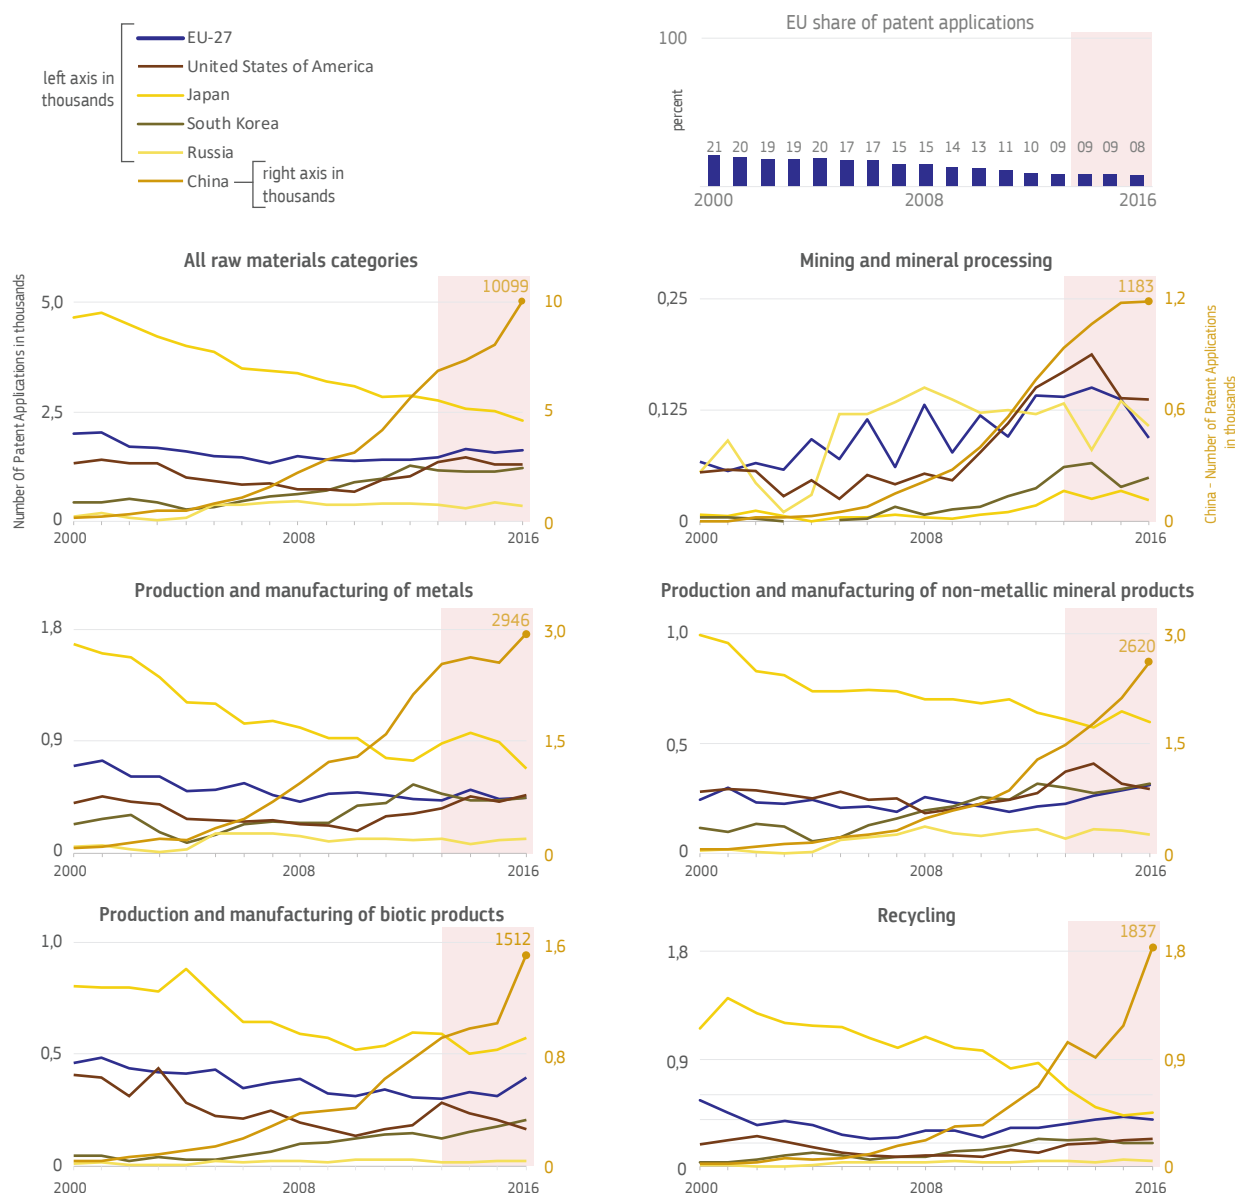 EU-27
United States of America
left axis in
thousands
Japan
South Korea
Russia
China
right axis in
thousands
EU share of patent applications
100
percent
21 20 19 19 20 17 17 15 15 14 13 11 10 09 09 09 08
2000 2008 2016
All raw materials categories
Number Of Patent Applications in thousands
5,0
2,5
0
10099
10
5
0
2000 2008 2016
Mining and mineral processing
0,25
0,125
0
1183
1,2
0,6
0
China - Number of Patent Applications
in thousands
2000 2008 2016
Production and manufacturing of metals
1,8
0,9
0
2946
3,0
1,5
0
2000 2008 2016
Production and manufacturing of non-metallic mineral products
1,0
0,5
0
2620
3,0
1,5
0
2000 2008 2016
Production and manufacturing of biotic products
1,0
0,5
0
1512
1,6
0,8
0
2000 2008 2016
Recycling
1,8
0,9
0
1837
1,8
0,9
0
2000 2008 2016